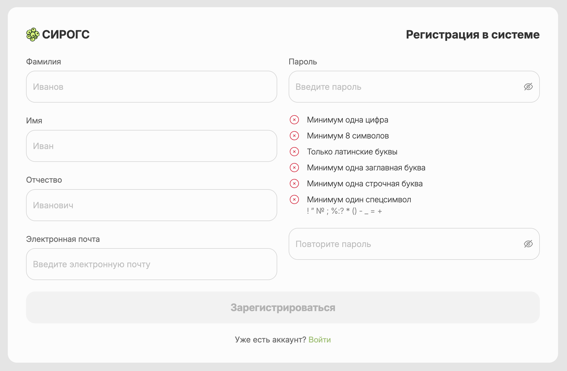 СИРОГС
Регистрация в системе
Фамилия
Иванов
Имя
Иван
Отчество
Иванович
Электронная почта
Введите электронную почту
Пароль
Введите пароль
Минимум одна цифра
Минимум 8 символов
Только латинские буквы
Минимум одна заглавная буква
Минимум одна строчная буква
Минимум один спецсимвол
! " № ; %:? * () - _ = +
Повторите пароль
Зарегистрироваться
Уже есть аккаунт? Войти